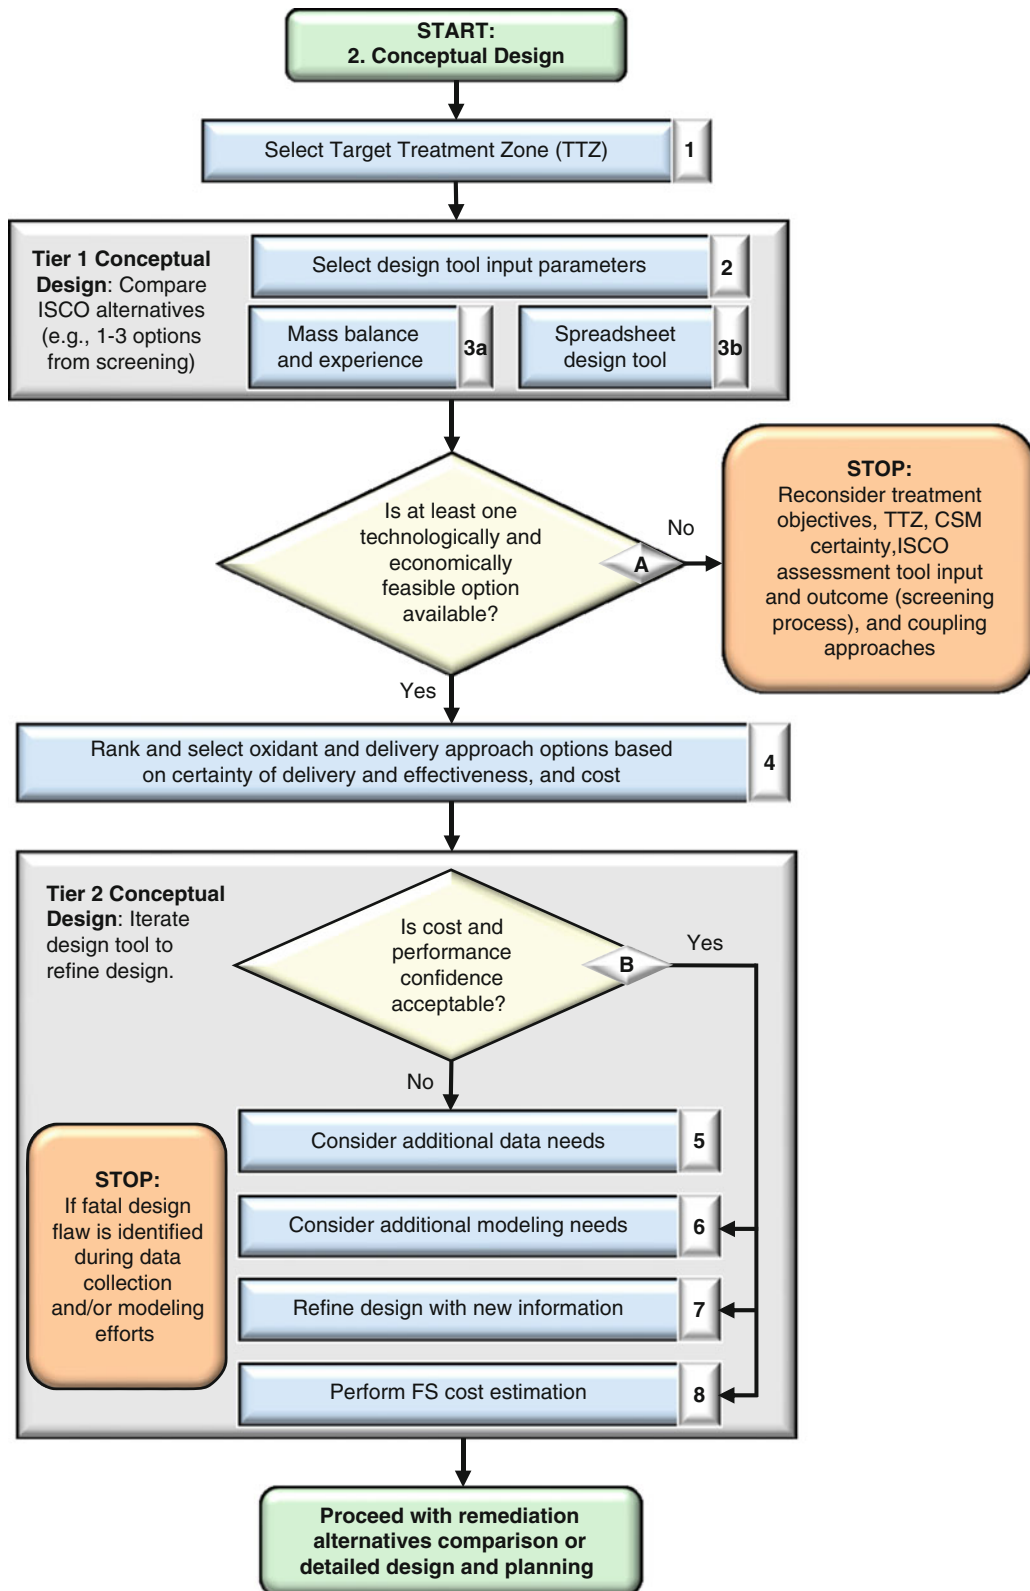 START:
2. Conceptual Design
Select Target Treatment Zone (TTZ)
1
Tier 1 Conceptual
Design: Compare
ISCO alternatives
(e.g., 1-3 options
from screening)
Select design tool input parameters
2
Mass balance
and experience
3a
Spreadsheet
design tool
3b
Is at least one
technologically and
economically
feasible option
available?
A
No
STOP:
Reconsider treatment
objectives, TTZ, CSM
certainty,ISCO
assessment tool input
and outcome (screening
process), and coupling
approaches
Yes
Rank and select oxidant and delivery approach options based
on certainty of delivery and effectiveness, and cost
4
Tier 2 Conceptual
Design: Iterate
design tool to
refine design.
Is cost and
performance
confidence
acceptable?
B
Yes
No
STOP:
If fatal design
flaw is identified
during data
collection
and/or modeling
efforts
Consider additional data needs
5
Consider additional modeling needs
6
Refine design with new information
7
Perform FS cost estimation
8
Proceed with remediation
alternatives comparison or
detailed design and planning